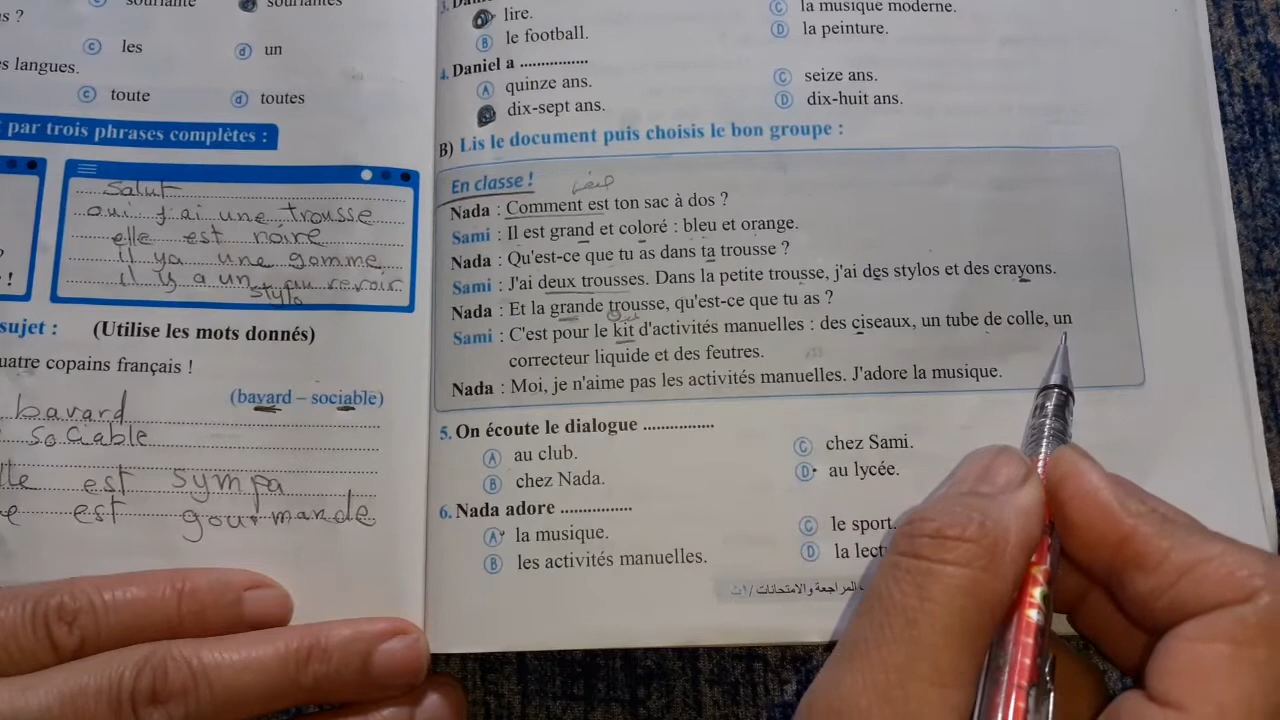 s ?
souriante
souriantes
c les
d un
s langues.
c toute
d toutes
par trois phrases complètes :
Salut
oui j'ai une trousse
elle est noire
il ya une gomme
il y a un stylo au revoir
!
sujet : (Utilise les mots donnés)
uatre copains français !
(bavard – sociable)
bavard
sociable
lle est sympa
e est gourmande
3.
lire.
B le football.
C la musique moderne.
D la peinture.
4. Daniel a ................
A quinze ans.
dix-sept ans.
C seize ans.
D dix-huit ans.
B) Lis le document puis choisis le bon groupe :
En classe !
Nada : Comment est ton sac à dos ?
Sami : Il est grand et coloré : bleu et orange.
Nada : Qu'est-ce que tu as dans ta trousse ?
Sami : J'ai deux trousses. Dans la petite trousse, j'ai des stylos et des crayons.
Nada : Et la grande trousse, qu'est-ce que tu as ?
Sami : C'est pour le kit d'activités manuelles : des ciseaux, un tube de colle, un
correcteur liquide et des feutres.
Nada : Moi, je n'aime pas les activités manuelles. J'adore la musique.
5. On écoute le dialogue ................
A au club.
B chez Nada.
C chez Sami.
D au lycée.
6. Nada adore ................
A la musique.
B les activités manuelles.
C le sport.
D la lect
المراجعة والامتحانات /١ث